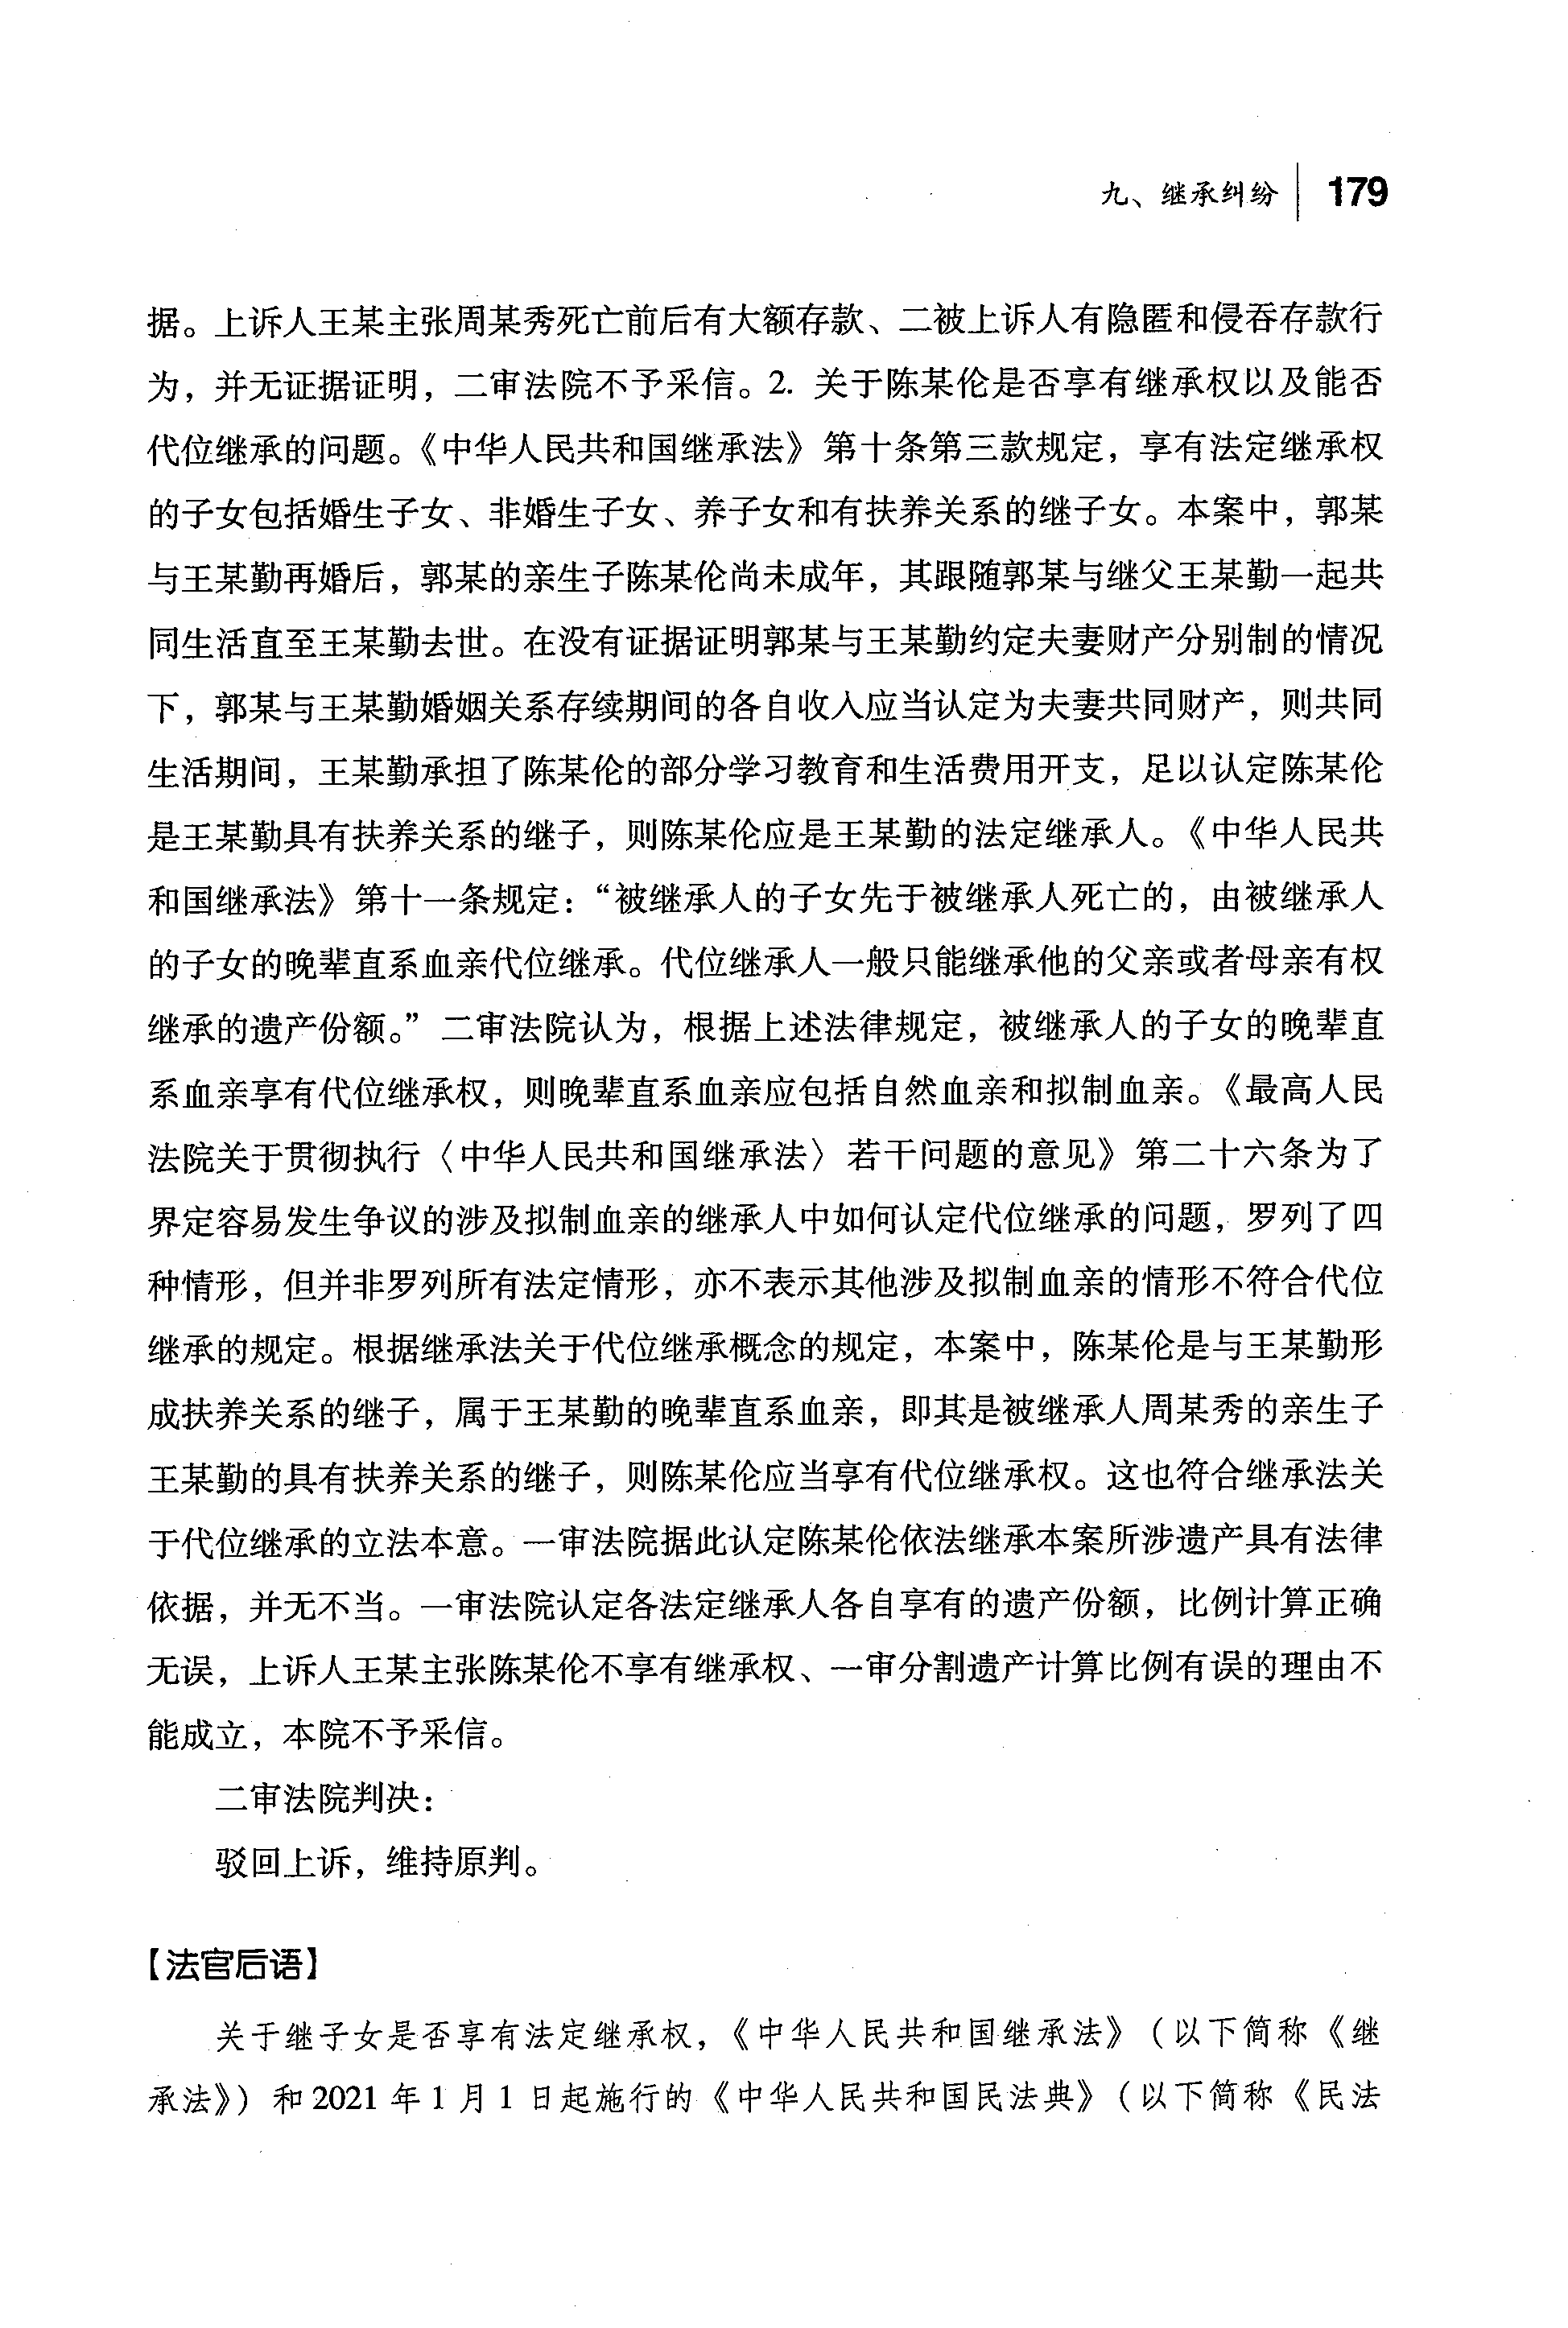 九、继承纠纷 179
据。上诉人王某主张周某秀死亡前后有大额存款、二被上诉人有隐匿和侵吞存款行
为，并无证据证明，二审法院不予采信。2. 关于陈某伦是否享有继承权以及能否
代位继承的问题。《中华人民共和国继承法》第十条第三款规定，享有法定继承权
的子女包括婚生子女、非婚生子女、养子女和有扶养关系的继子女。本案中，郭某
与王某勤再婚后，郭某的亲生子陈某伦尚未成年，其跟随郭某与继父王某勤一起共
同生活直至王某勤去世。在没有证据证明郭某与王某勤约定夫妻财产分别制的情况
下，郭某与王某勤婚姻关系存续期间的各自收入应当认定为夫妻共同财产，则共同
生活期间，王某勤承担了陈某伦的部分学习教育和生活费用开支，足以认定陈某伦
是王某勤具有扶养关系的继子，则陈某伦应是王某勤的法定继承人。《中华人民共
和国继承法》第十一条规定：“被继承人的子女先于被继承人死亡的，由被继承人
的子女的晚辈直系血亲代位继承。代位继承人一般只能继承他的父亲或者母亲有权
继承的遗产份额。”二审法院认为，根据上述法律规定，被继承人的子女的晚辈直
系血亲享有代位继承权，则晚辈直系血亲应包括自然血亲和拟制血亲。《最高人民
法院关于贯彻执行〈中华人民共和国继承法〉若干问题的意见》第二十六条为了
界定容易发生争议的涉及拟制血亲的继承人中如何认定代位继承的问题，罗列了四
种情形，但并非罗列所有法定情形，亦不表示其他涉及拟制血亲的情形不符合代位
继承的规定。根据继承法关于代位继承概念的规定，本案中，陈某伦是与王某勤形
成扶养关系的继子，属于王某勤的晚辈直系血亲，即其是被继承人周某秀的亲生子
王某勤的具有扶养关系的继子，则陈某伦应当享有代位继承权。这也符合继承法关
于代位继承的立法本意。一审法院据此认定陈某伦依法继承本案所涉遗产具有法律
依据，并无不当。一审法院认定各法定继承人各自享有的遗产份额，比例计算正确
无误，上诉人王某主张陈某伦不享有继承权、一审分割遗产计算比例有误的理由不
能成立，本院不予采信。
二审法院判决：
驳回上诉，维持原判。
【法官后语】
关于继子女是否享有法定继承权，《中华人民共和国继承法》（以下简称《继
承法》）和 2021 年 1 月 1 日起施行的《中华人民共和国民法典》（以下简称《民法